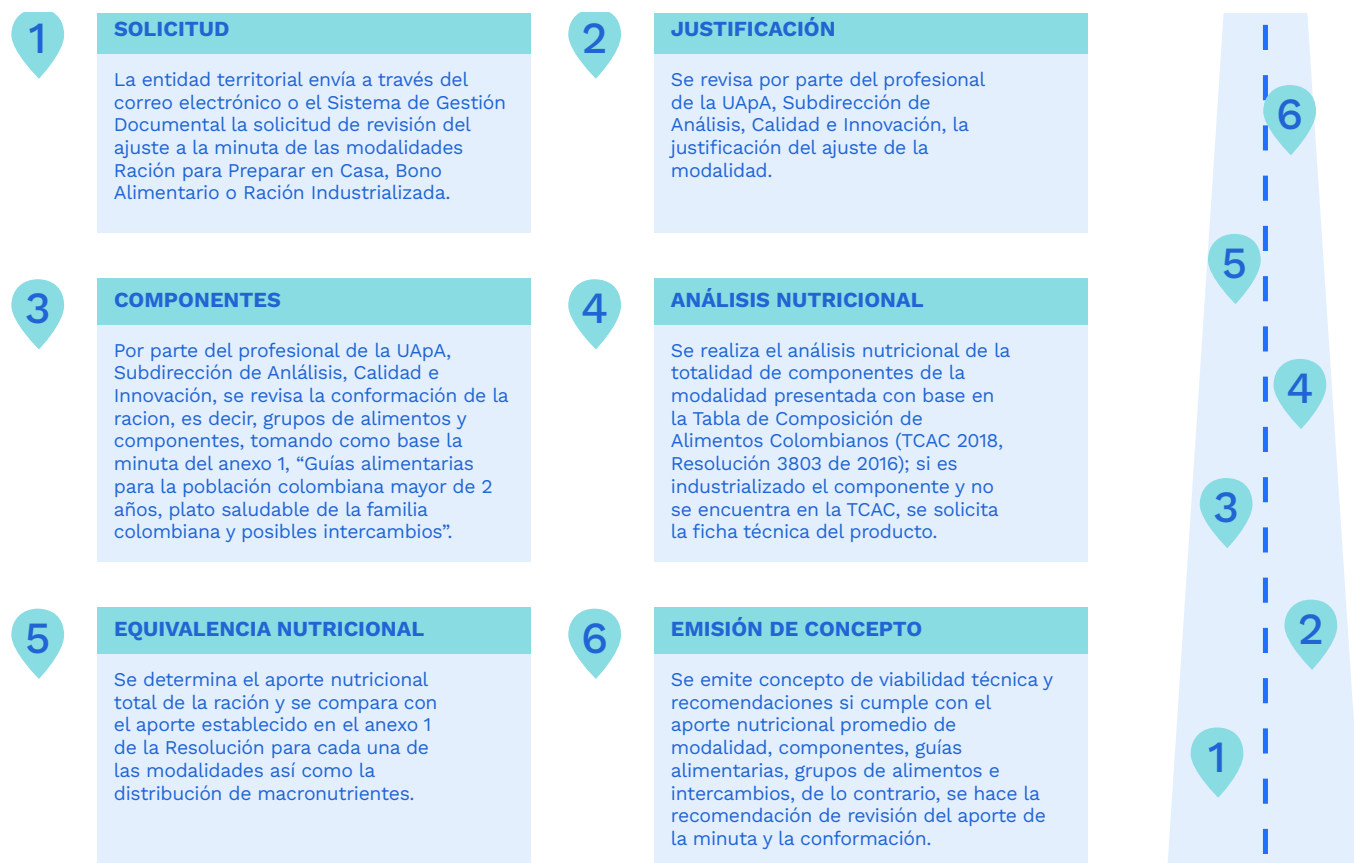 1
SOLICITUD
La entidad territorial envía a través del
correo electrónico o el Sistema de Gestión
Documental la solicitud de revisión del
ajuste a la minuta de las modalidades
Ración para Preparar en Casa, Bono
Alimentario o Ración Industrializada.
2
JUSTIFICACIÓN
Se revisa por parte del profesional
de la UApA, Subdirección de
Análisis, Calidad e Innovación, la
justificación del ajuste de la
modalidad.
3
COMPONENTES
Por parte del profesional de la UApA,
Subdirección de Anlálisis, Calidad e
Innovación, se revisa la conformación de la
racion, es decir, grupos de alimentos y
componentes, tomando como base la
minuta del anexo 1, “Guías alimentarias
para la población colombiana mayor de 2
años, plato saludable de la familia
colombiana y posibles intercambios”.
4
ANÁLISIS NUTRICIONAL
Se realiza el análisis nutricional de la
totalidad de componentes de la
modalidad presentada con base en
la Tabla de Composición de
Alimentos Colombianos (TCAC 2018,
Resolución 3803 de 2016); si es
industrializado el componente y no
se encuentra en la TCAC, se solicita
la ficha técnica del producto.
5
EQUIVALENCIA NUTRICIONAL
Se determina el aporte nutricional
total de la ración y se compara con
el aporte establecido en el anexo 1
de la Resolución para cada una de
las modalidades así como la
distribución de macronutrientes.
6
EMISIÓN DE CONCEPTO
Se emite concepto de viabilidad técnica y
recomendaciones si cumple con el
aporte nutricional promedio de
modalidad, componentes, guías
alimentarias, grupos de alimentos e
intercambios, de lo contrario, se hace la
recomendación de revisión del aporte de
la minuta y la conformación.
6
5
4
3
2
1